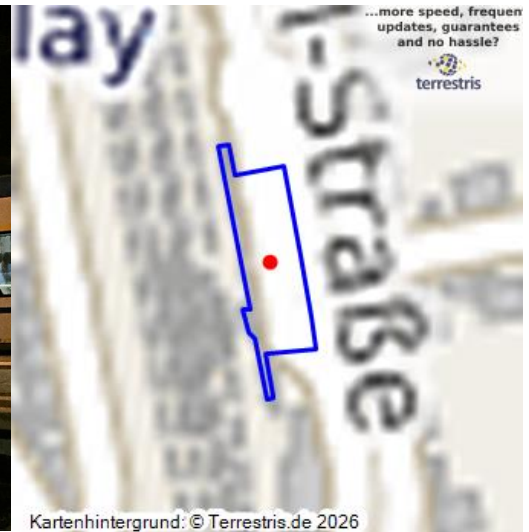 lay
...more speed, frequen
updates, guarantees
and no hassle?
terrestris
l-straße
Kartenhintergrund: © Terrestris.de 2026